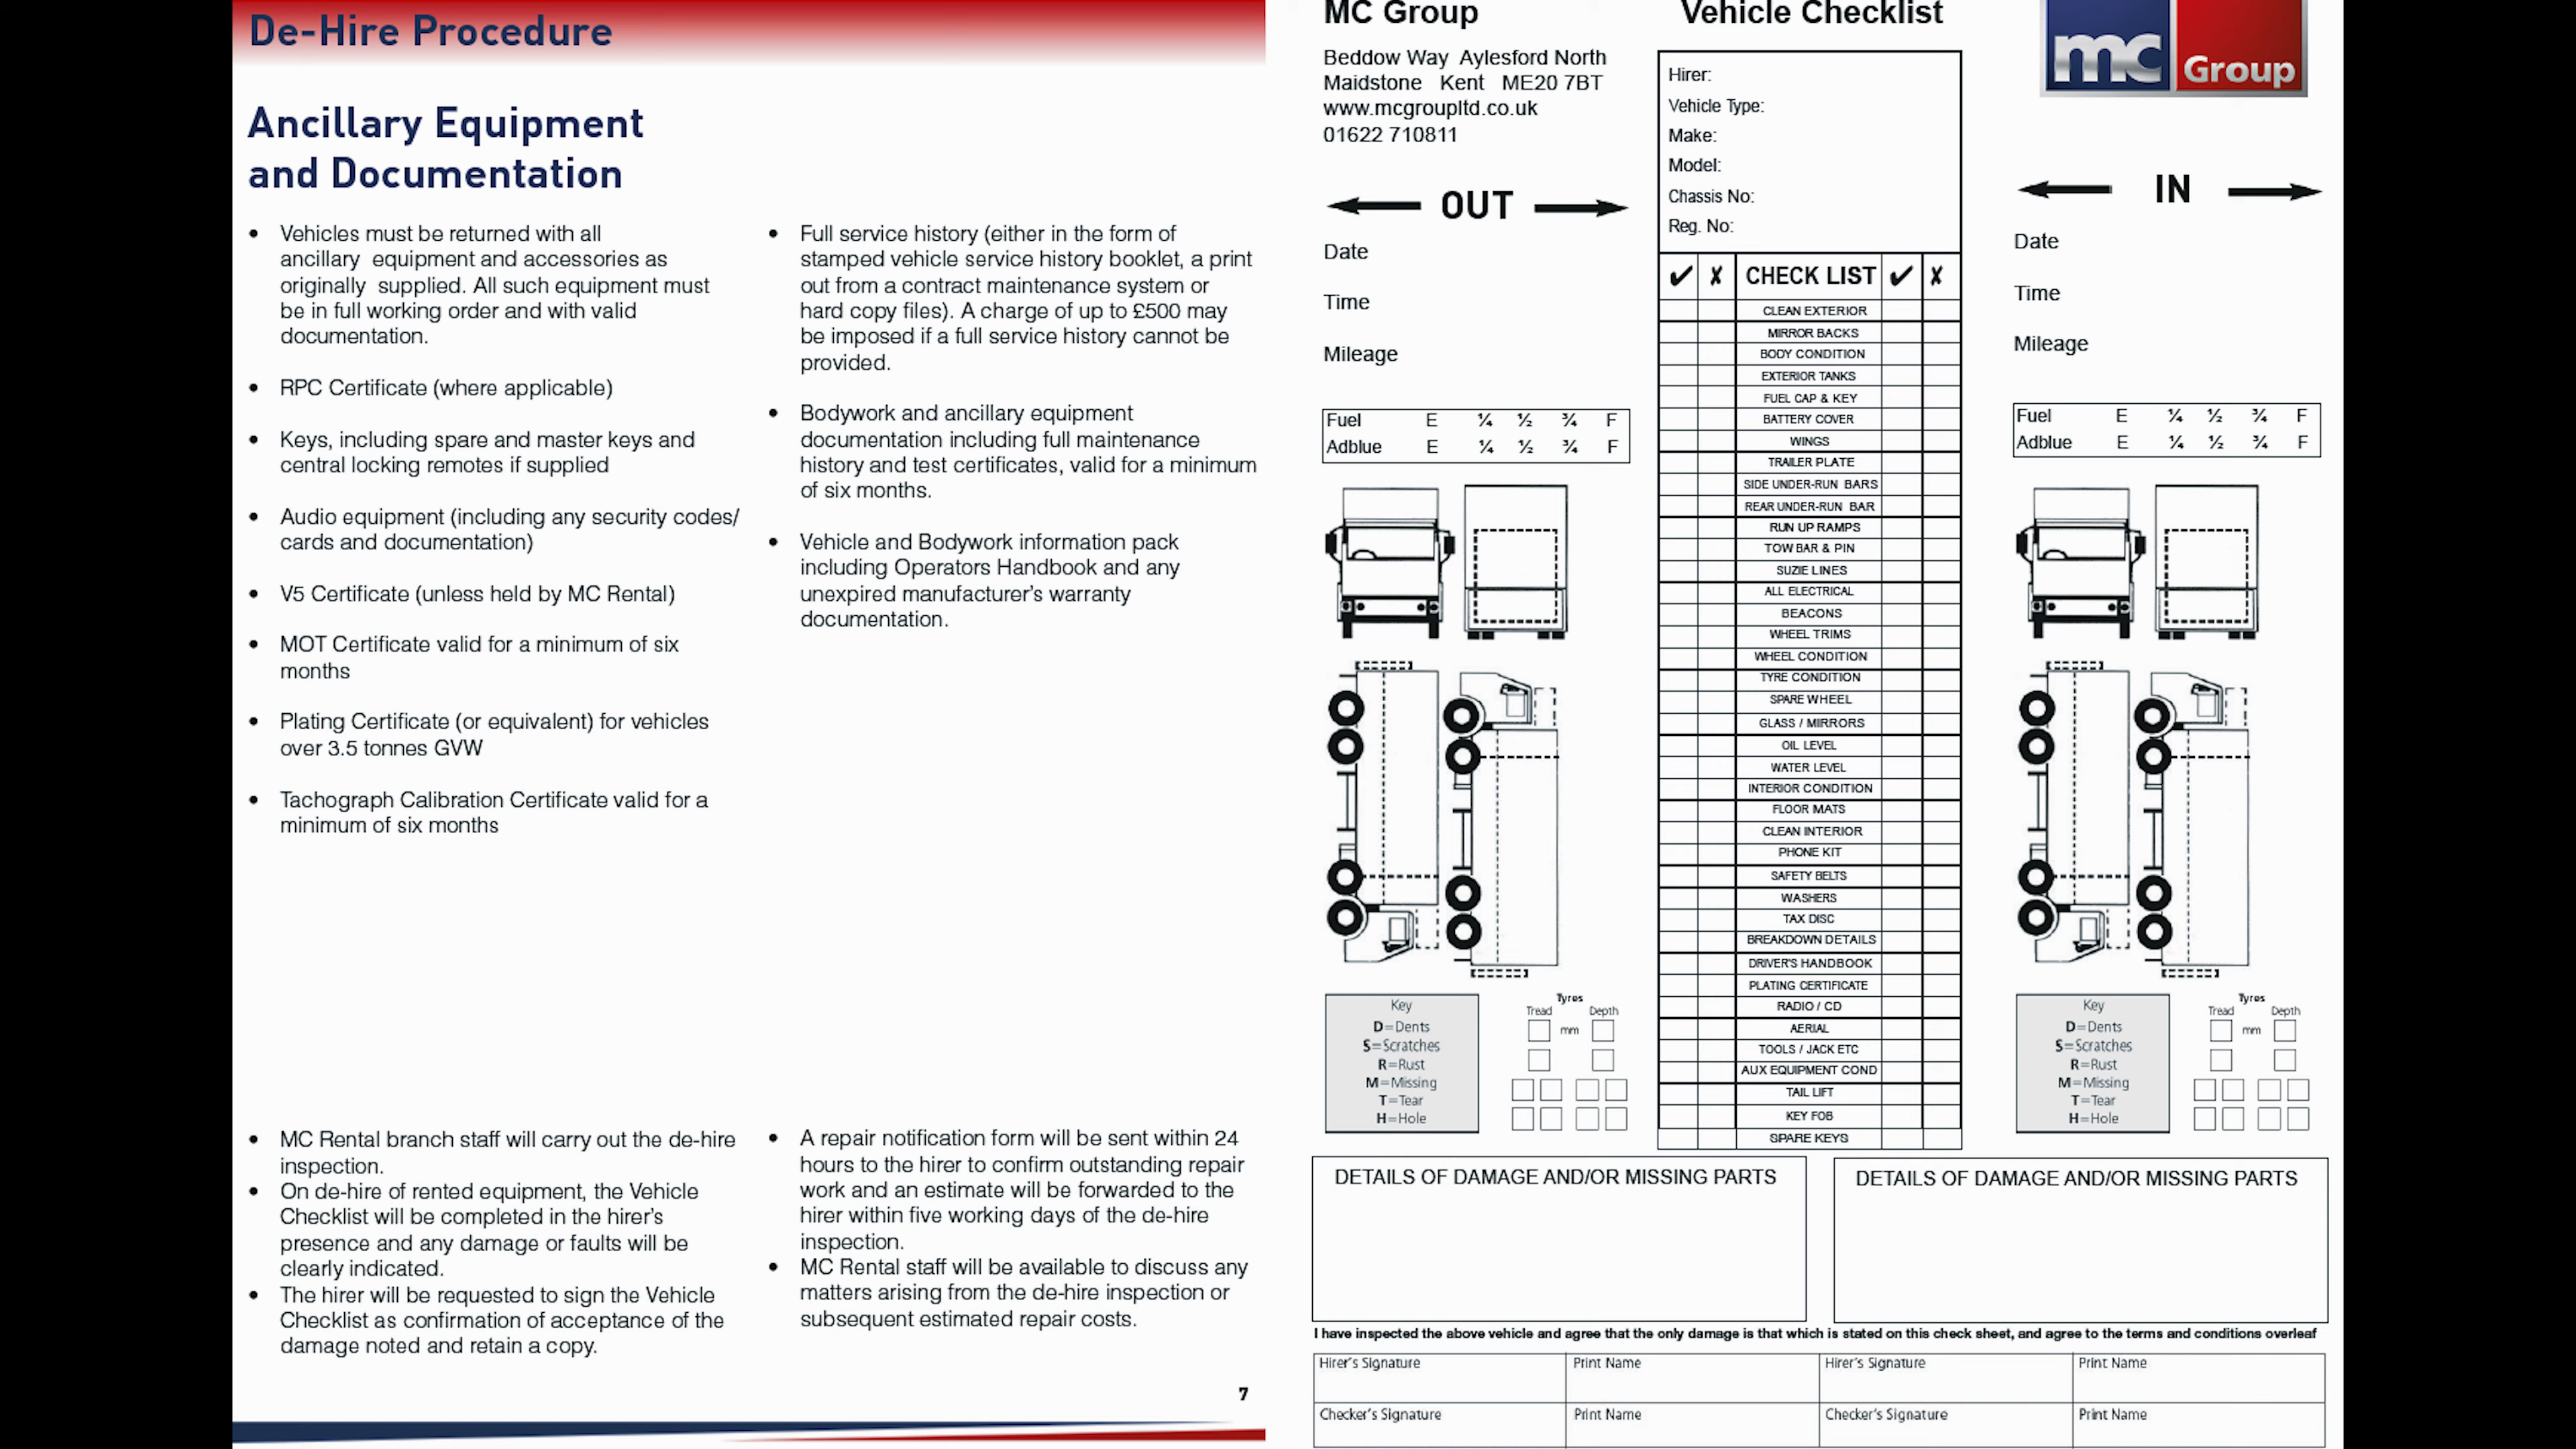 De-Hire Procedure
Ancillary Equipment
and Documentation
• Vehicles must be returned with all
ancillary equipment and accessories as
originally supplied. All such equipment must
be in full working order and with valid
documentation.
• RPC Certificate (where applicable)
• Keys, including spare and master keys and
central locking remotes if supplied
• Audio equipment (including any security codes/
cards and documentation)
• V5 Certificate (unless held by MC Rental)
• MOT Certificate valid for a minimum of six
months
• Plating Certificate (or equivalent) for vehicles
over 3.5 tonnes GVW
• Tachograph Calibration Certificate valid for a
minimum of six months
• Full service history (either in the form of
stamped vehicle service history booklet, a print
out from a contract maintenance system or
hard copy files). A charge of up to £500 may
be imposed if a full service history cannot be
provided.
• Bodywork and ancillary equipment
documentation including full maintenance
history and test certificates, valid for a minimum
of six months.
• Vehicle and Bodywork information pack
including Operators Handbook and any
unexpired manufacturer's warranty
documentation.
• MC Rental branch staff will carry out the de-hire
inspection.
• On de-hire of rented equipment, the Vehicle
Checklist will be completed in the hirer's
presence and any damage or faults will be
clearly indicated.
• The hirer will be requested to sign the Vehicle
Checklist as confirmation of acceptance of the
damage noted and retain a copy.
• A repair notification form will be sent within 24
hours to the hirer to confirm outstanding repair
work and an estimate will be forwarded to the
hirer within five working days of the de-hire
inspection.
• MC Rental staff will be available to discuss any
matters arising from the de-hire inspection or
subsequent estimated repair costs.
7
MC Group
Beddow Way Aylesford North
Maidstone Kent ME20 7BT
www.mcgroupltd.co.uk
01622 710811
OUT
Date
Time
Mileage
Fuel E ¼ ½ ¾ F
Adblue E ¼ ½ ¾ F
Key
D=Dents
S=Scratches
R=Rust
M=Missing
T=Tear
H=Hole
Tyres
Tread Depth
mm
Vehicle Checklist
Hirer:
Vehicle Type:
Make:
Model:
Chassis No:
Reg. No:
✔ ✘ CHECK LIST ✔ ✘
CLEAN EXTERIOR
MIRROR BACKS
BODY CONDITION
EXTERIOR TANKS
FUEL CAP & KEY
BATTERY COVER
WINGS
TRAILER PLATE
SIDE UNDER-RUN BARS
REAR UNDER-RUN BAR
RUN UP RAMPS
TOW BAR & PIN
SUZIE LINES
ALL ELECTRICAL
BEACONS
WHEEL TRIMS
WHEEL CONDITION
TYRE CONDITION
SPARE WHEEL
GLASS / MIRRORS
OIL LEVEL
WATER LEVEL
INTERIOR CONDITION
FLOOR MATS
CLEAN INTERIOR
PHONE KIT
SAFETY BELTS
WASHERS
TAX DISC
BREAKDOWN DETAILS
DRIVER'S HANDBOOK
PLATING CERTIFICATE
RADIO / CD
AERIAL
TOOLS / JACK ETC
AUX EQUIPMENT COND
TAIL LIFT
KEY FOB
SPARE KEYS
mc Group
IN
Date
Time
Mileage
Fuel E ¼ ½ ¾ F
Adblue E ¼ ½ ¾ F
Key
D=Dents
S=Scratches
R=Rust
M=Missing
T=Tear
H=Hole
Tyres
Tread Depth
mm
DETAILS OF DAMAGE AND/OR MISSING PARTS
DETAILS OF DAMAGE AND/OR MISSING PARTS
I have inspected the above vehicle and agree that the only damage is that which is stated on this check sheet, and agree to the terms and conditions overleaf
Hirer's Signature Print Name Hirer's Signature Print Name
Checker's Signature Print Name Checker's Signature Print Name